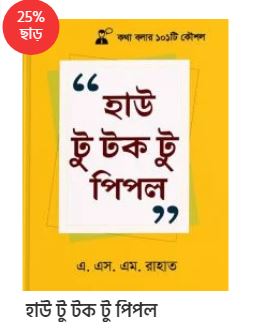 25%
ছাড়
কথা বলার ১০১টি কৌশল
“হাউ
টু টক টু
পিপল”
এ. এস. এম. রাহাত
হাউ টু টক টু পিপল